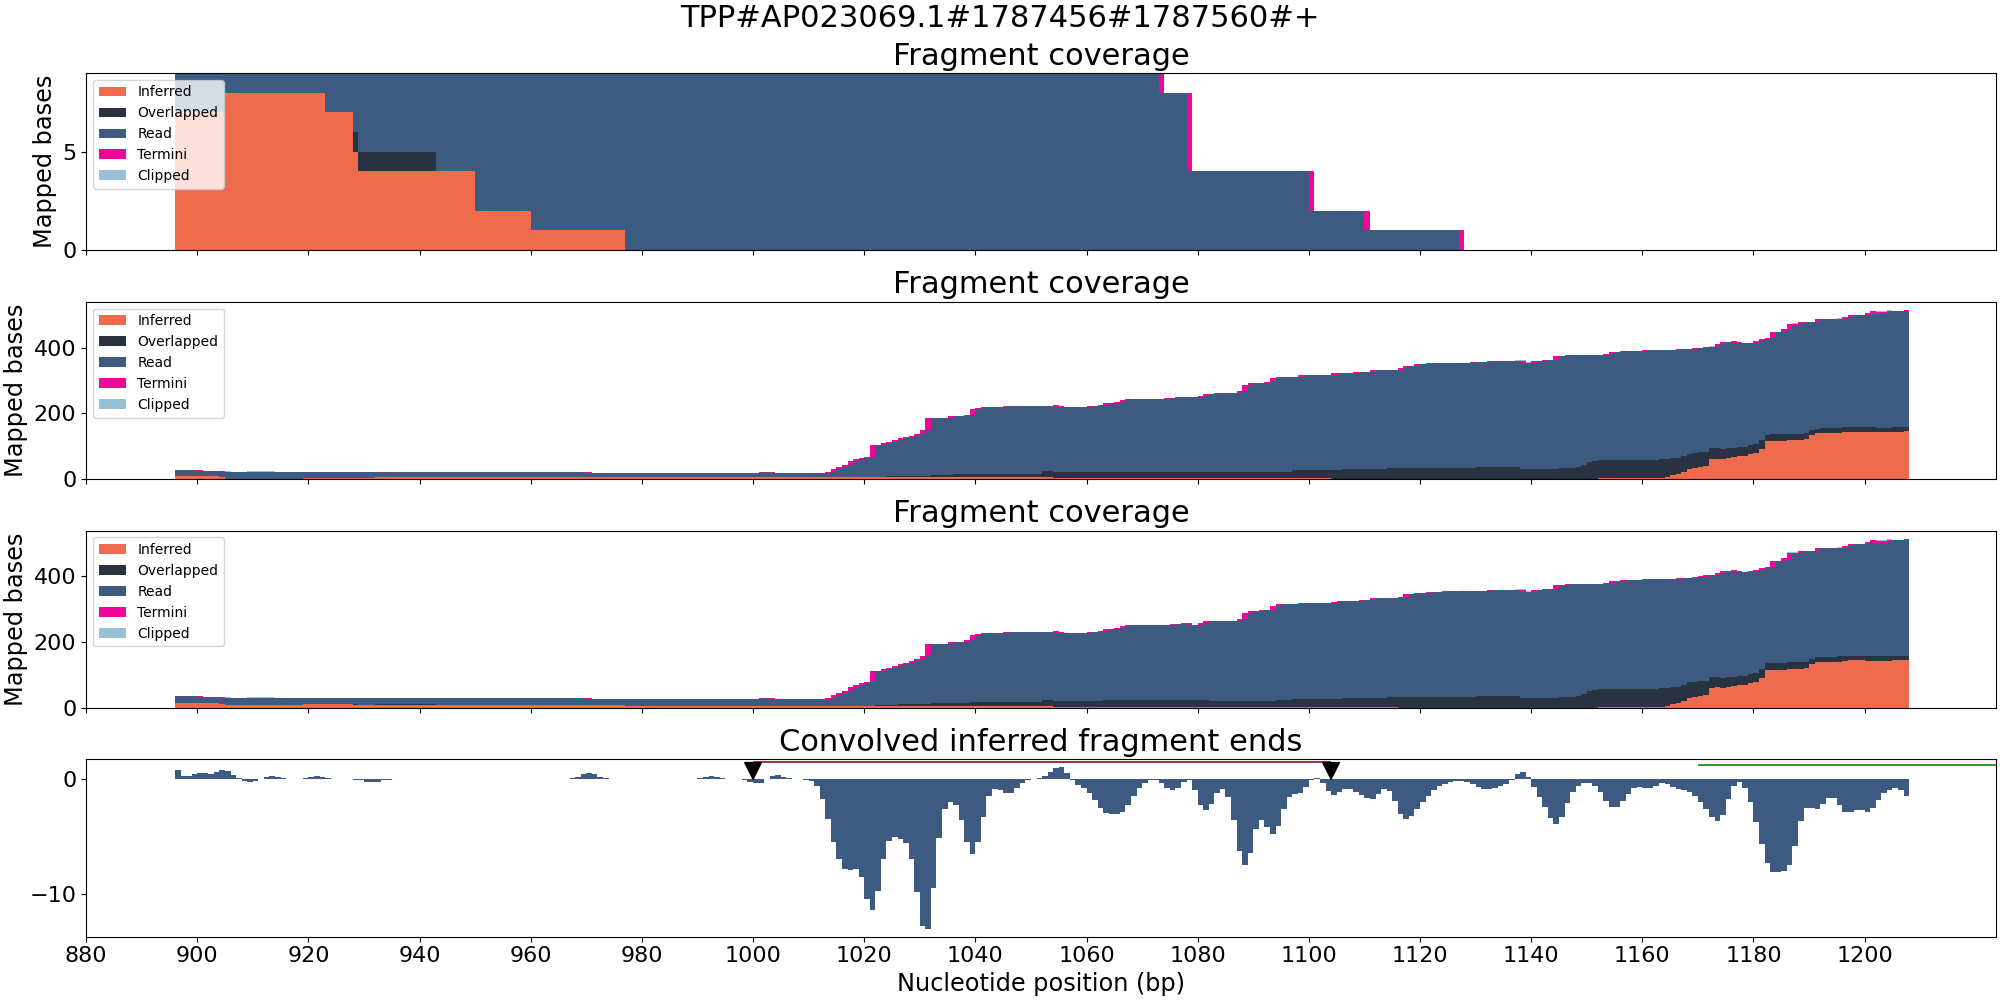 TPP#AP023069.1#1787456#1787560#+
Fragment coverage
Mapped bases
5
0
Inferred
Overlapped
Read
Termini
Clipped
Fragment coverage
Mapped bases
400
200
0
Inferred
Overlapped
Read
Termini
Clipped
Fragment coverage
Mapped bases
400
200
0
Inferred
Overlapped
Read
Termini
Clipped
Convolved inferred fragment ends
0
−10
880 900 920 940 960 980 1000 1020 1040 1060 1080 1100 1120 1140 1160 1180 1200
Nucleotide position (bp)